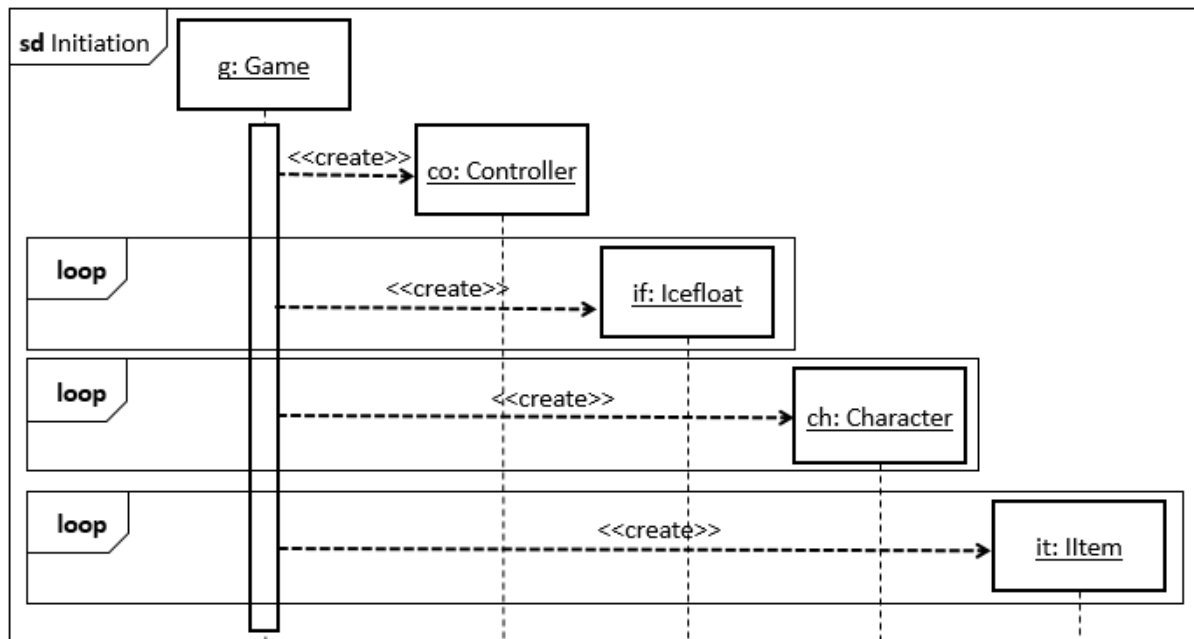 sd Initiation
g: Game
<<create>>
co: Controller
loop
<<create>>
if: Icefloat
loop
<<create>>
ch: Character
loop
<<create>>
it: IItem